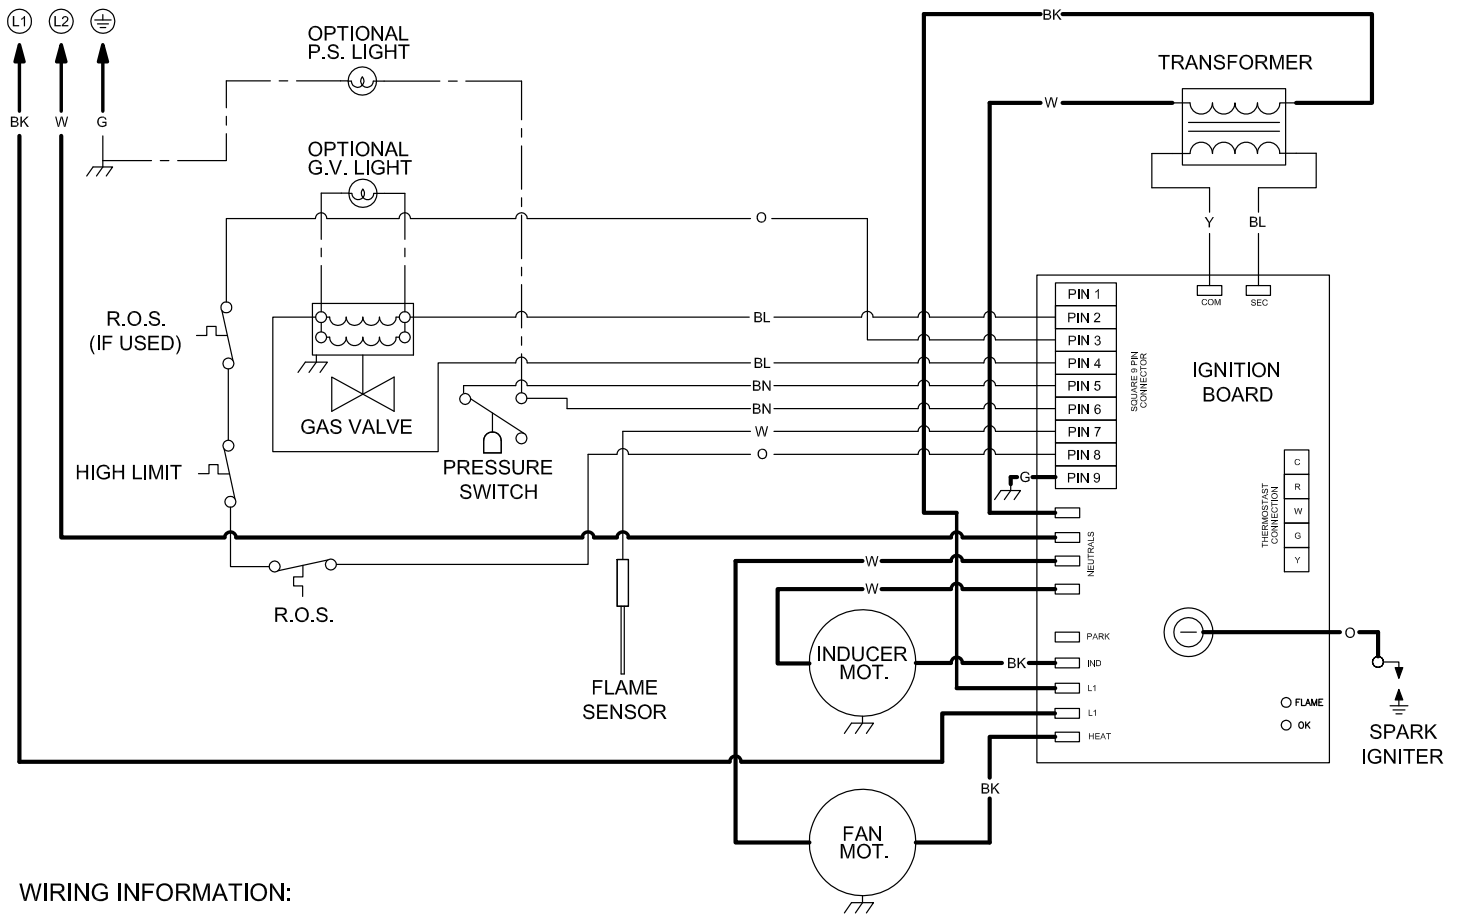 L1 L2
BK W G
OPTIONAL
P.S. LIGHT
OPTIONAL
G.V. LIGHT
BK
TRANSFORMER
W
Y BL
COM SEC
O
R.O.S.
(IF USED)
BL
BL
BN
BN
W
O
G
PIN 1
PIN 2
PIN 3
PIN 4
PIN 5
PIN 6
PIN 7
PIN 8
PIN 9
SQUARE 9 PIN
CONNECTOR
IGNITION
BOARD
GAS VALVE
HIGH LIMIT
PRESSURE
SWITCH
THERMOSTAST
CONNECTION
C
R
W
G
Y
NEUTRALS
W
W
R.O.S.
FLAME
SENSOR
INDUCER
MOT.
BK
PARK
IND
L1
L1
HEAT
O
FLAME
OK
SPARK
IGNITER
BK
FAN
MOT.
WIRING INFORMATION: